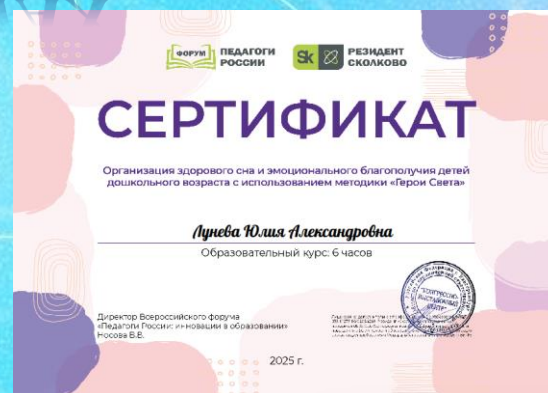 ФОРУМ ПЕДАГОГИ РОССИИ
Sk РЕЗИДЕНТ СКОЛКОВО
СЕРТИФИКАТ
Организация здорового сна и эмоционального благополучия детей
дошкольного возраста с использованием методики «Герои Света»
Лунева Юлия Александровна
Образовательный курс: 6 часов
Директор Всероссийского форума
«Педагоги России: инновации в образовании»
Носова В.В.
2025 г.